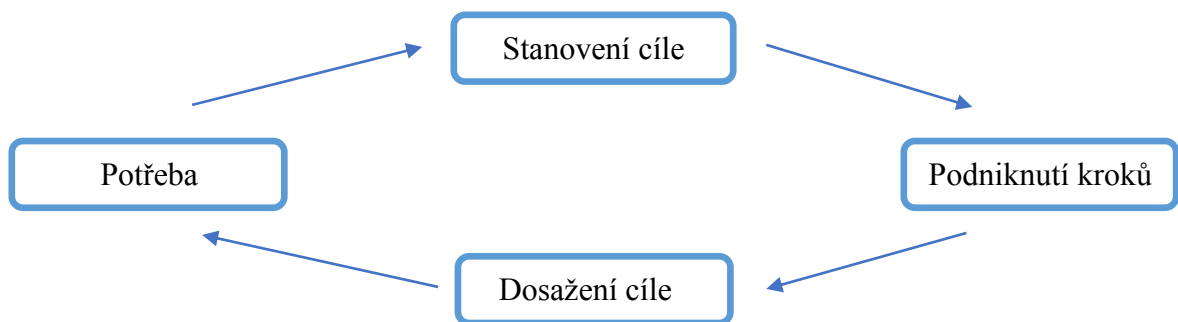 Stanovení cíle
Potřeba
Podniknutí kroků
Dosažení cíle